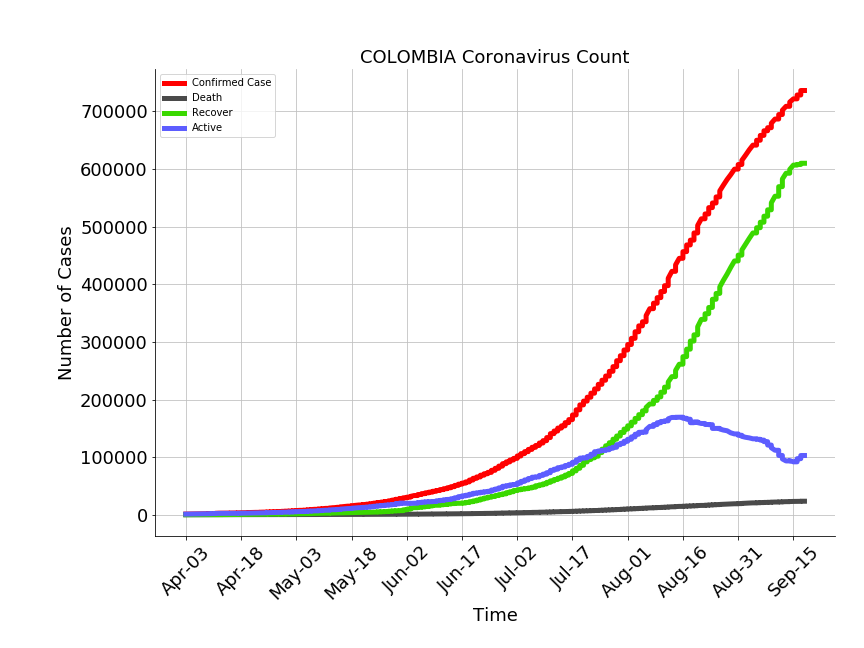 COLOMBIA Coronavirus Count
Confirmed Case
Death
Recover
Active
700000
600000
500000
400000
300000
200000
100000
0
Number of Cases
Apr-03
Apr-18
May-03
May-18
Jun-02
Jun-17
Jul-02
Jul-17
Aug-01
Aug-16
Aug-31
Sep-15
Time